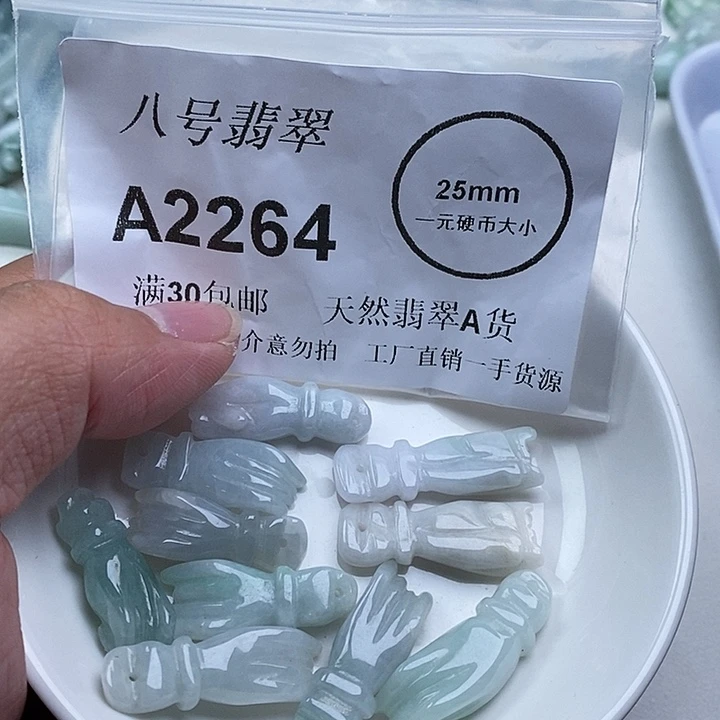 八号翡翠
25mm
一元硬币大小
A2264
满30包邮 天然翡翠A货
介意勿拍 工厂直销一手货源